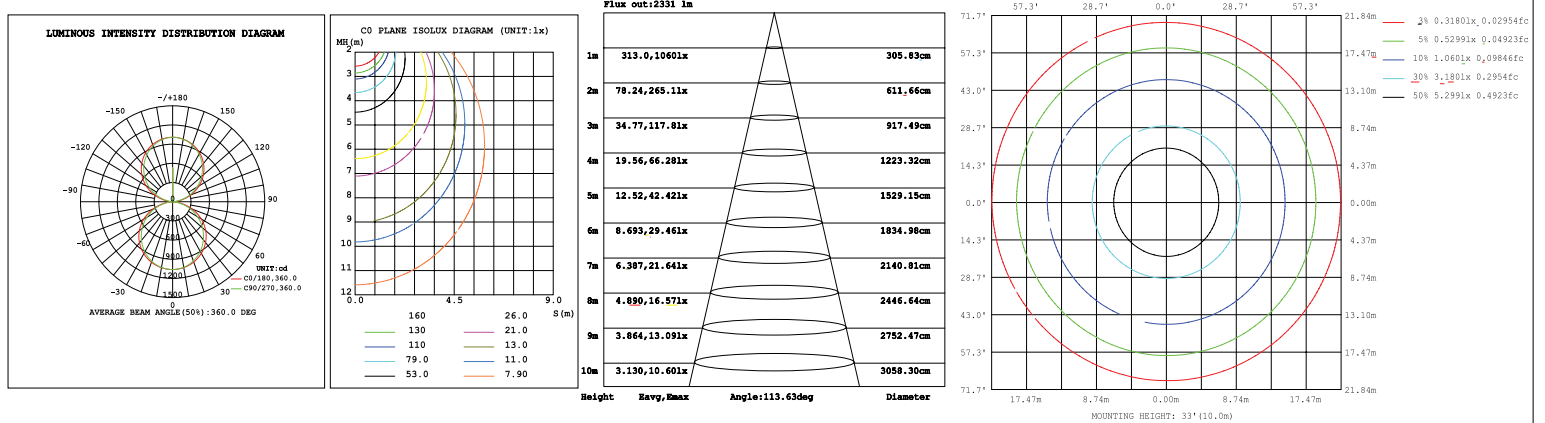 LUMINOUS INTENSITY DISTRIBUTION DIAGRAM
-/+180
-150
150
-120
120
-90
90
-60
60
-30
30
0
0
300
600
900
1200
1500
UNIT:cd
C0/180,360.0
C90/270,360.0
AVERAGE BEAM ANGLE(50%):360.0 DEG
C0 PLANE ISOLUX DIAGRAM (UNIT:lx)
MH(m)
2
3
4
5
6
7
8
9
10
11
12
0.0
4.5
9.0
S(m)
160
26.0
130
21.0
110
13.0
79.0
11.0
53.0
7.90
Flux out:2331 lm
1m 313.0,1060lx 305.83cm
2m 78.24,265.1lx 611.66cm
3m 34.77,117.8lx 917.49cm
4m 19.56,66.28lx 1223.32cm
5m 12.52,42.42lx 1529.15cm
6m 8.693,29.46lx 1834.98cm
7m 6.387,21.64lx 2140.81cm
8m 4.890,16.57lx 2446.64cm
9m 3.864,13.09lx 2752.47cm
10m 3.130,10.60lx 3058.30cm
Height Eavg,Emax Angle:113.63deg Diameter
57.3° 28.7° 0.0° 28.7° 57.3°
71.7° 21.84m
57.3° 17.47m
43.0° 13.10m
28.7° 8.74m
14.3° 4.37m
0.0° 0.00m
14.3° 4.37m
28.7° 8.74m
43.0° 13.10m
57.3° 17.47m
71.7° 21.84m
17.47m 8.74m 0.00m 8.74m 17.47m
MOUNTING HEIGHT: 33'(10.0m)
3% 0.3180lx 0.02954fc
5% 0.5299lx 0.04923fc
10% 1.060lx 0.09846fc
30% 3.180lx 0.2954fc
50% 5.299lx 0.4923fc